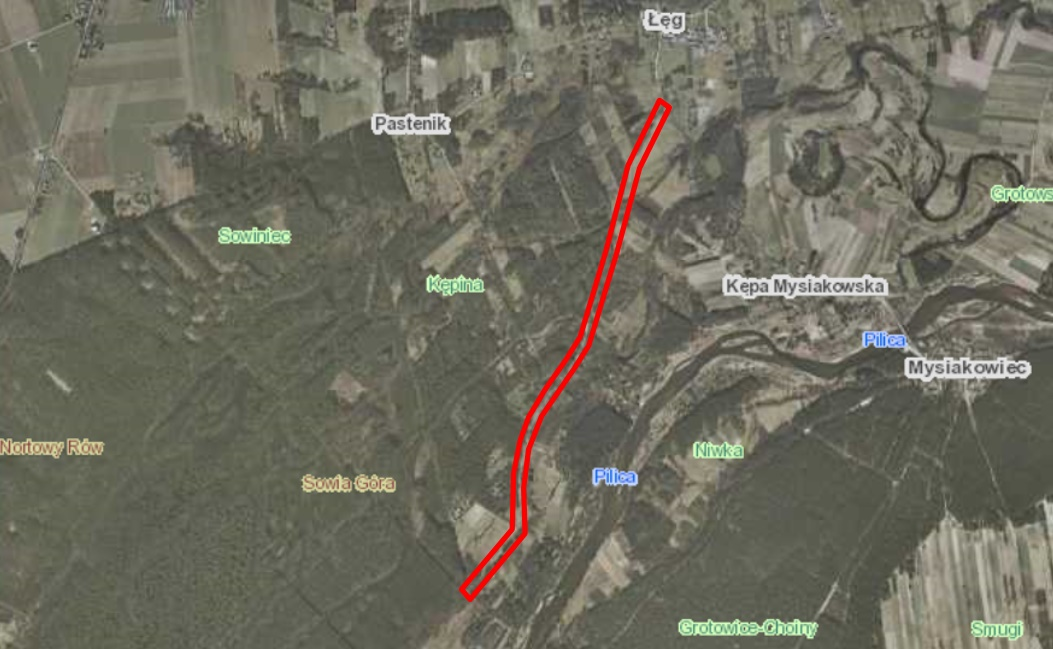 Łęg
Pastenik
Grotows
Sowiniec
Kępina
Kępa Mysiakowska
Pilica
Mysiakowiec
Nortowy Rów
Niwka
Sowia Góra
Pilica
Grotowice-Choiny
Smugi